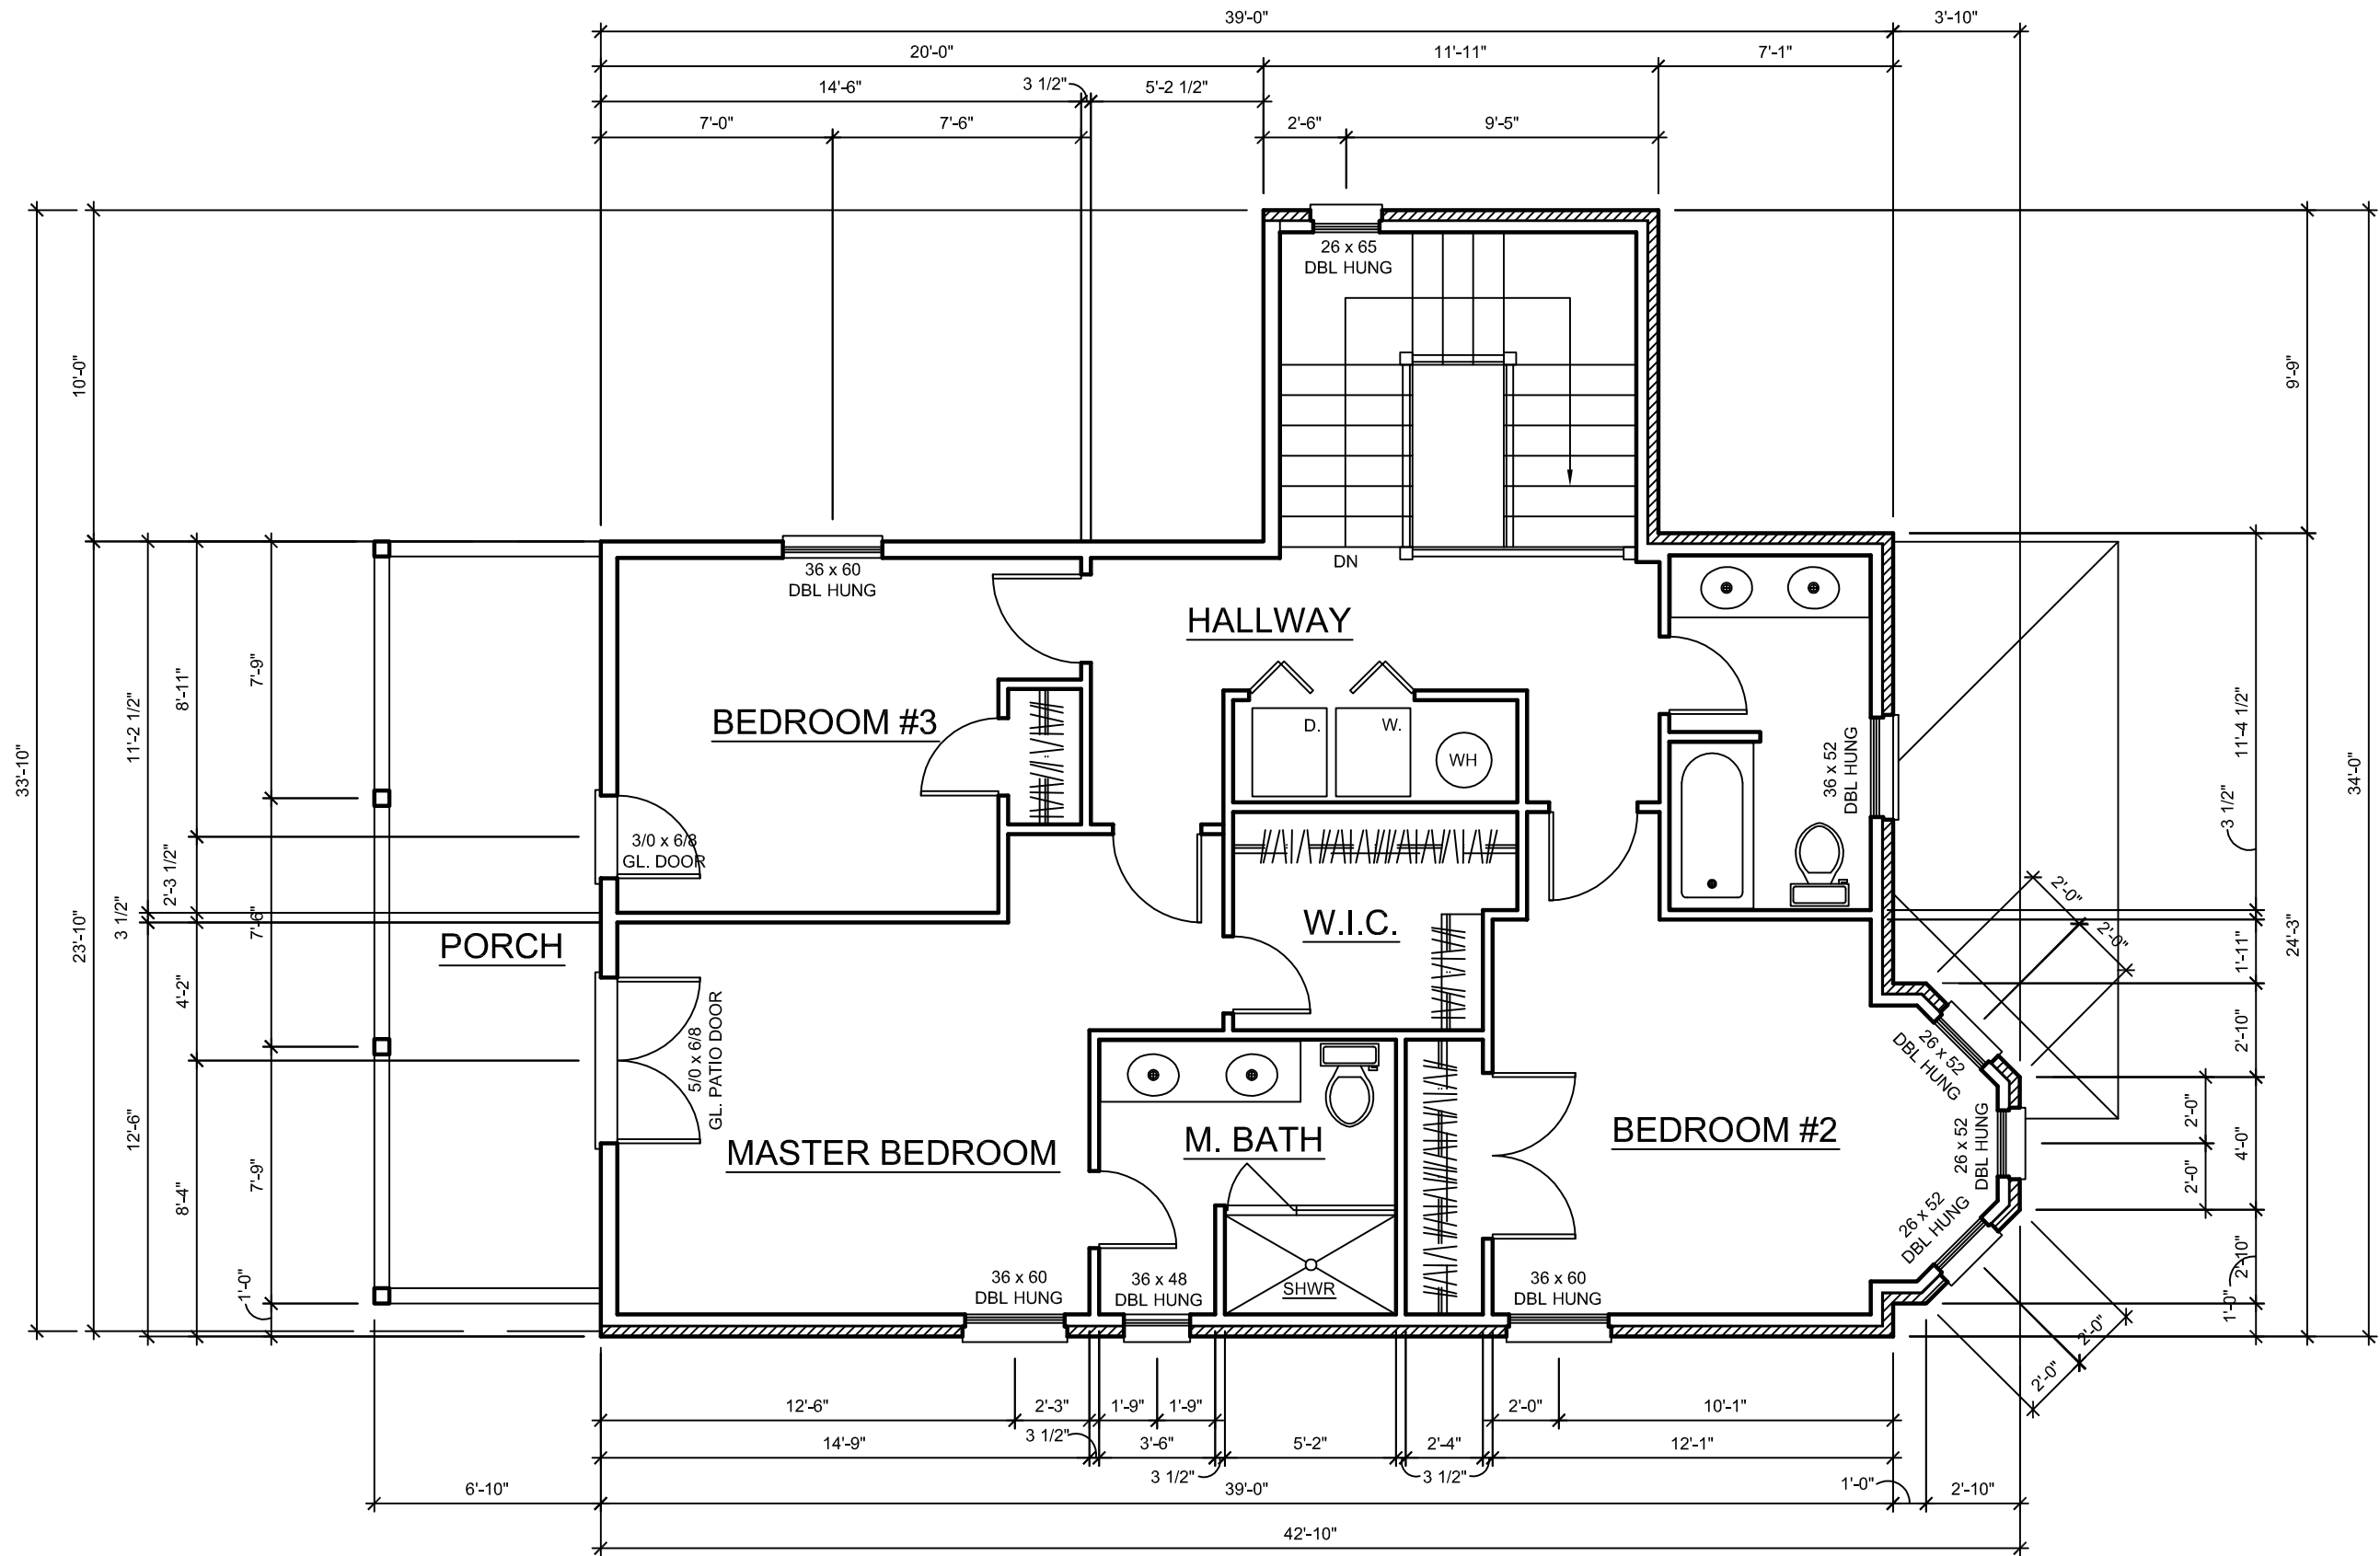 39'-0"
3'-10"
20'-0"
11'-11"
7'-1"
14'-6"
3 1/2"
5'-2 1/2"
7'-0"
7'-6"
2'-6"
9'-5"
26 x 65
DBL HUNG
10'-0"
9'-9"
DN
36 x 60
DBL HUNG
HALLWAY
7'-9"
8'-11"
11'-2 1/2"
33'-10"
BEDROOM #3
D.
W.
WH
36 x 52
DBL HUNG
11'-4 1/2"
34'-0"
3 1/2"
3/0 x 6/8
GL. DOOR
2'-3 1/2"
3 1/2"
7'-6"
23'-10"
PORCH
W.I.C.
2'-0"
2'-0"
1'-11"
24'-3"
4'-2"
5/0 x 6/8
GL. PATIO DOOR
26 x 52
DBL HUNG
2'-10"
12'-6"
MASTER BEDROOM
M. BATH
BEDROOM #2
26 x 52
DBL HUNG
2'-0"
4'-0"
2'-0"
7'-9"
8'-4"
26 x 52
DBL HUNG
2'-10"
1'-0"
1'-0"
36 x 60
DBL HUNG
36 x 48
DBL HUNG
SHWR
36 x 60
DBL HUNG
2'-0"
2'-0"
12'-6"
2'-3"
1'-9"
1'-9"
2'-0"
10'-1"
14'-9"
3 1/2"
3'-6"
5'-2"
2'-4"
12'-1"
3 1/2"
3 1/2"
6'-10"
39'-0"
1'-0"
2'-10"
42'-10"